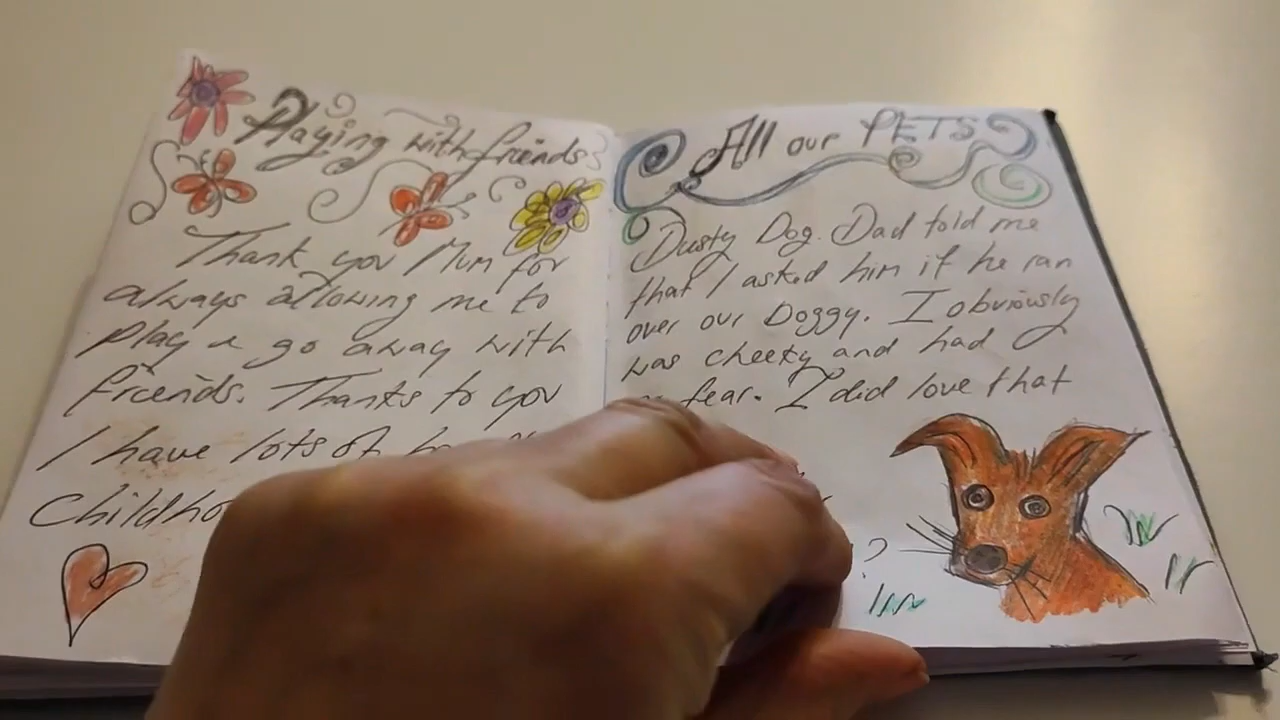 Playing with friends
Thank you Mum for
always allowing me to
play & go away with
friends. Thanks to you
I have lots of
All our PETS
Dusty Dog. Dad told me
that I asked him if he ran
over our Doggy. I obviously
was cheeky and had
fear. I did love that
?